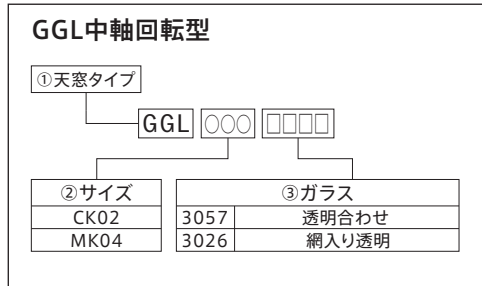 GGL中軸回転型
①天窓タイプ
GGL ○○○ □□□□
②サイズ ③ガラス
CK02 3057 透明合わせ
MK04 3026 網入り透明